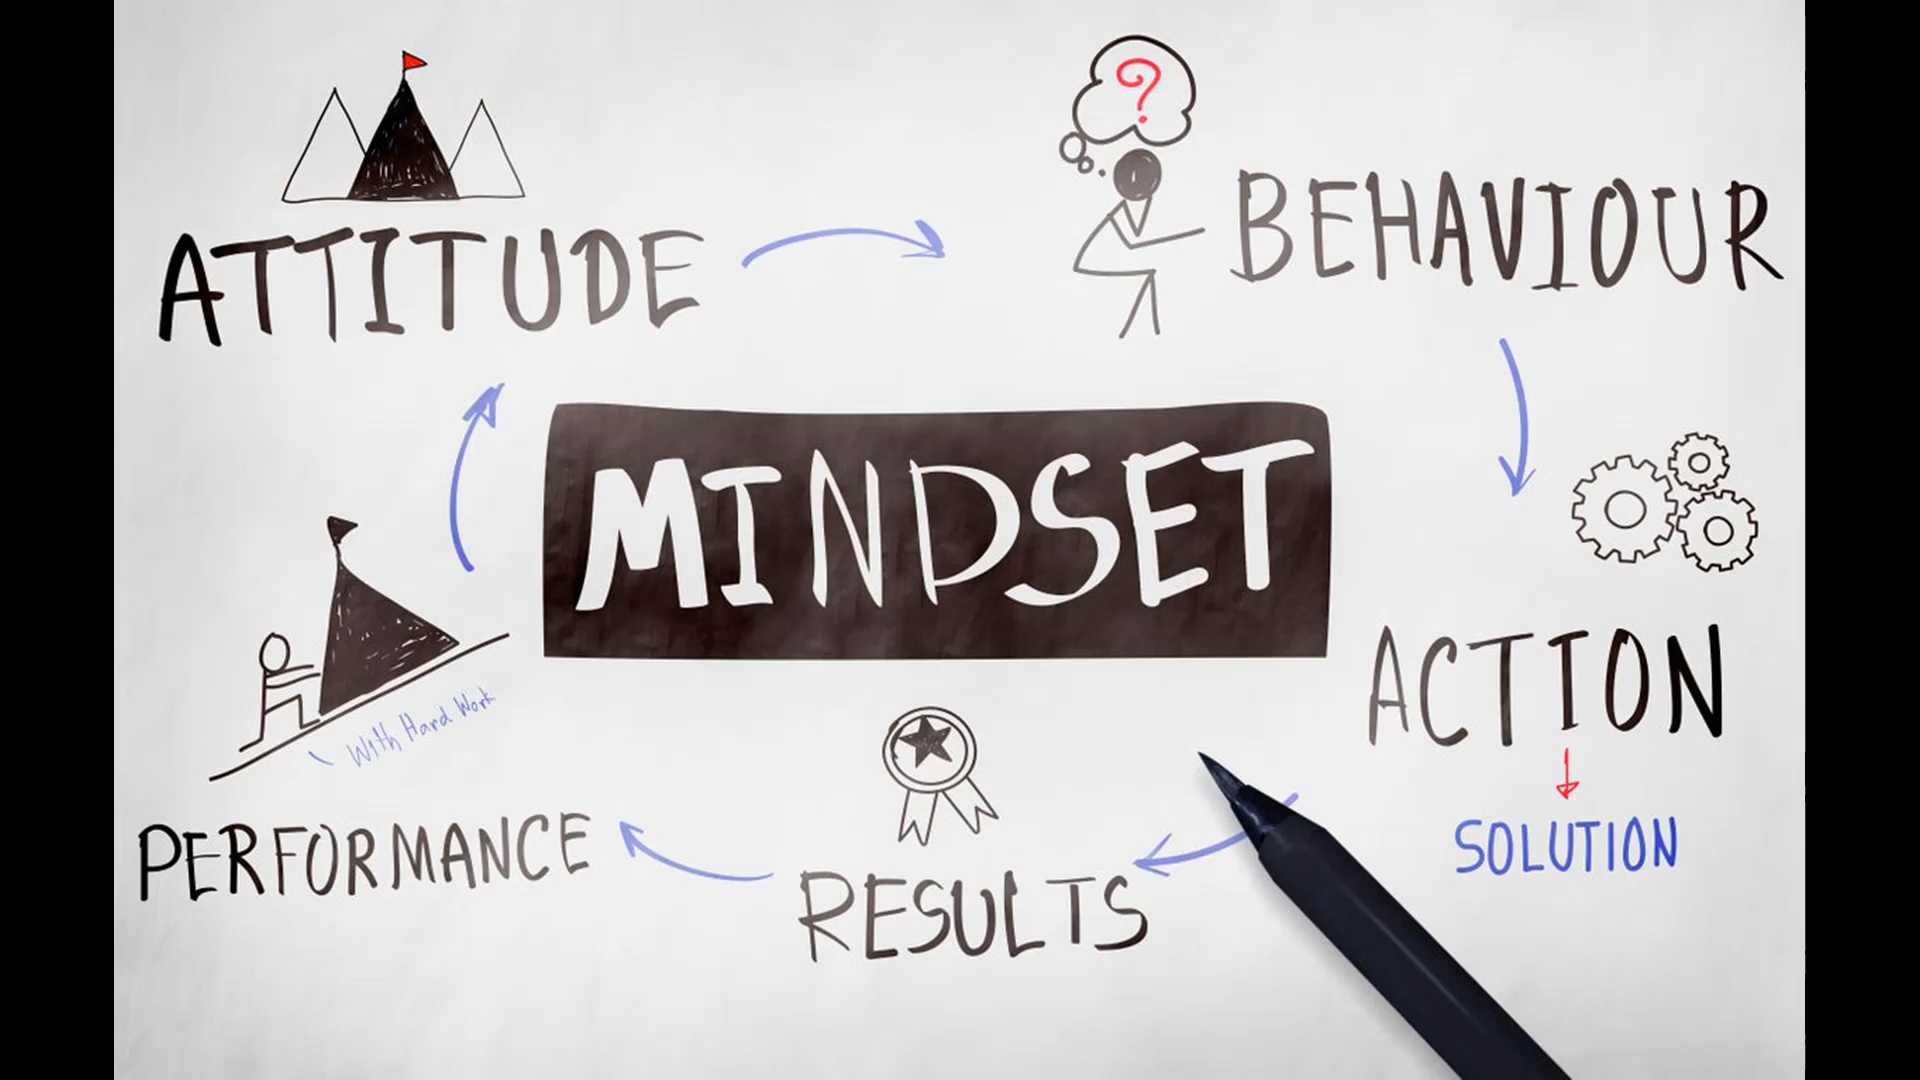 ATTITUDE
?
BEHAVIOUR
MINDSET
ACTION
SOLUTION
With Hard Work
PERFORMANCE
RESULTS